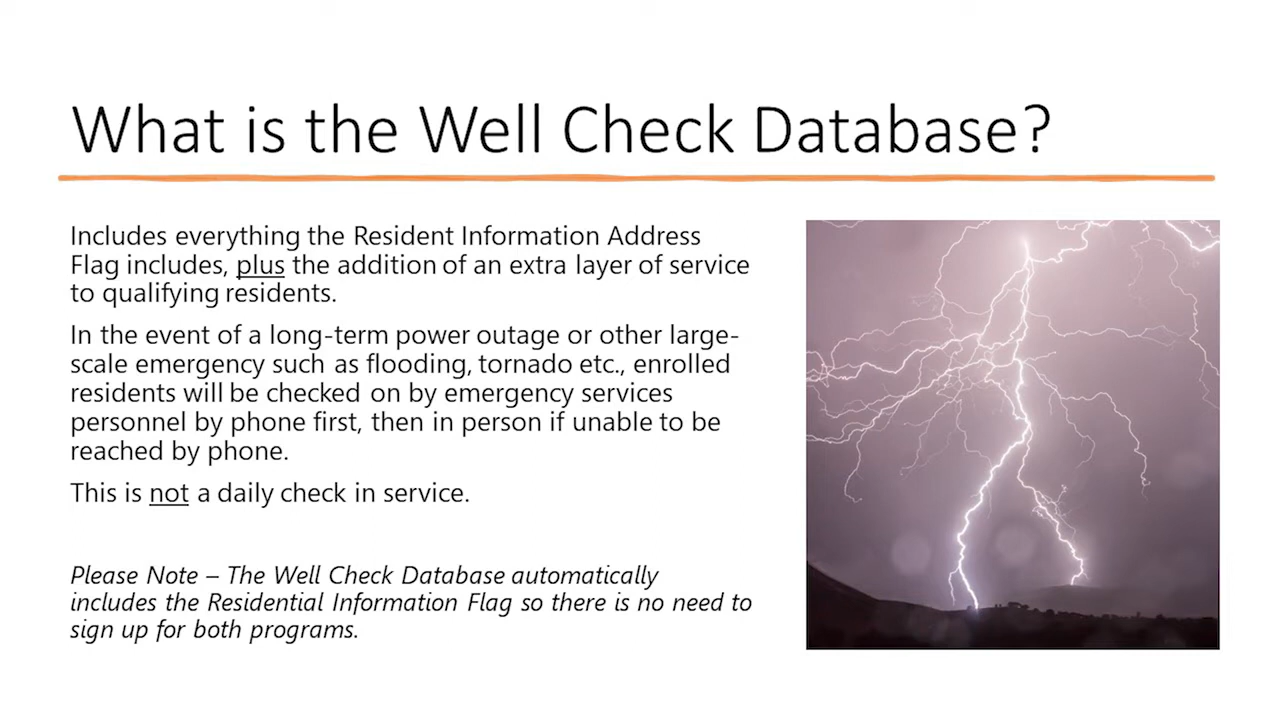 What is the Well Check Database?
Includes everything the Resident Information Address
Flag includes, plus the addition of an extra layer of service
to qualifying residents.
In the event of a long-term power outage or other large-
scale emergency such as flooding, tornado etc., enrolled
residents will be checked on by emergency services
personnel by phone first, then in person if unable to be
reached by phone.
This is not a daily check in service.
Please Note – The Well Check Database automatically
includes the Residential Information Flag so there is no need to
sign up for both programs.